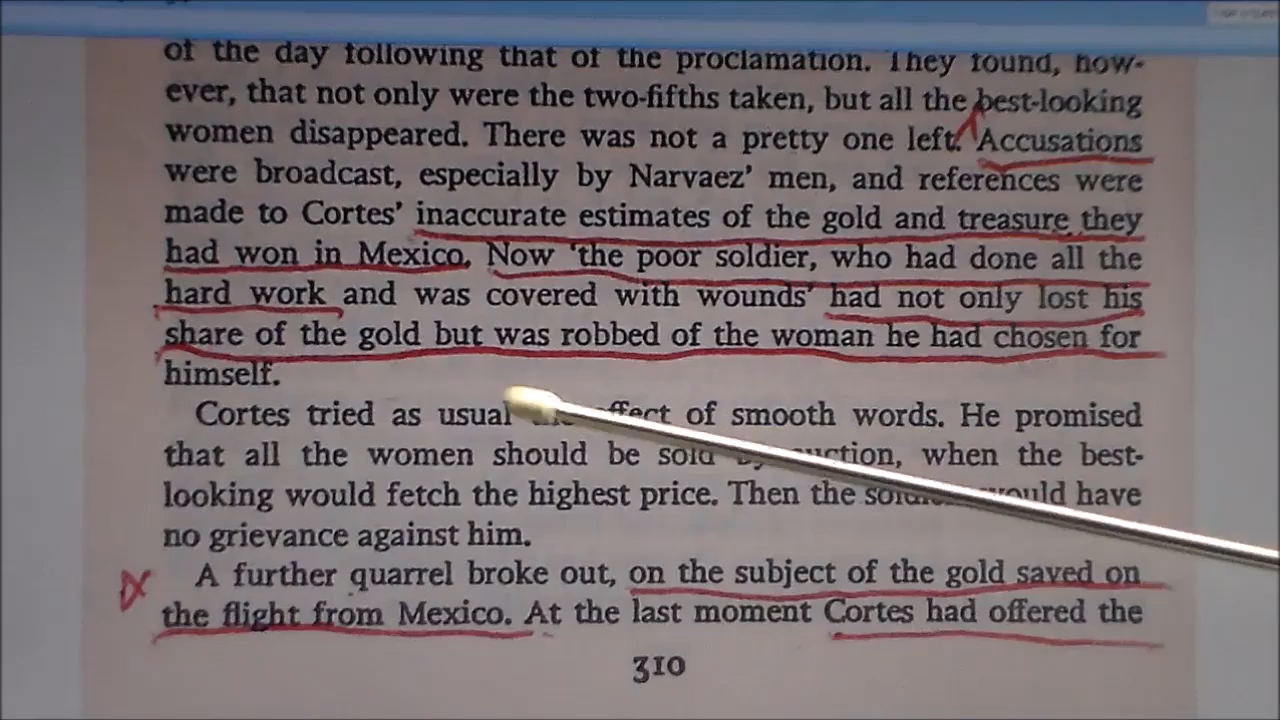 of the day following that of the proclamation. They found, how-
ever, that not only were the two-fifths taken, but all the best-looking
women disappeared. There was not a pretty one left. Accusations
were broadcast, especially by Narvaez' men, and references were
made to Cortes' inaccurate estimates of the gold and treasure they
had won in Mexico. Now 'the poor soldier, who had done all the
hard work and was covered with wounds' had not only lost his
share of the gold but was robbed of the woman he had chosen for
himself.
Cortes tried as usual effect of smooth words. He promised
that all the women should be sold by auction, when the best-
looking would fetch the highest price. Then the would have
no grievance against him.
A further quarrel broke out, on the subject of the gold saved on
the flight from Mexico. At the last moment Cortes had offered the
310